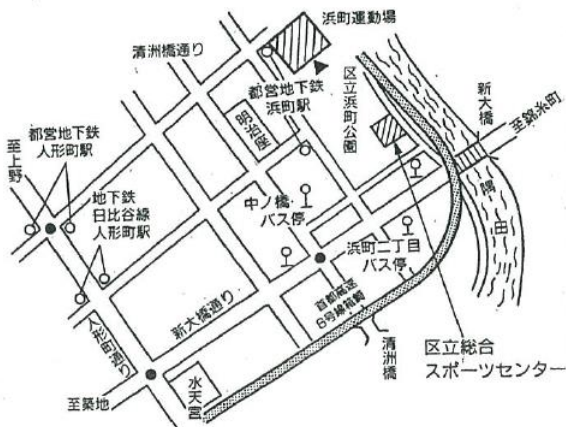 浜町運動場
清洲橋通り
都営地下鉄
浜町駅
明治座
区立浜町公園
新大橋
至錦糸町
隅田
都営地下鉄
人形町駅
至上野
地下鉄
日比谷線
人形町駅
中ノ橋
バス停
浜町二丁目
バス停
新大橋通り
首都高速
6号線箱崎
清洲橋
区立総合
スポーツセンター
人形町通り
水天宮
至築地